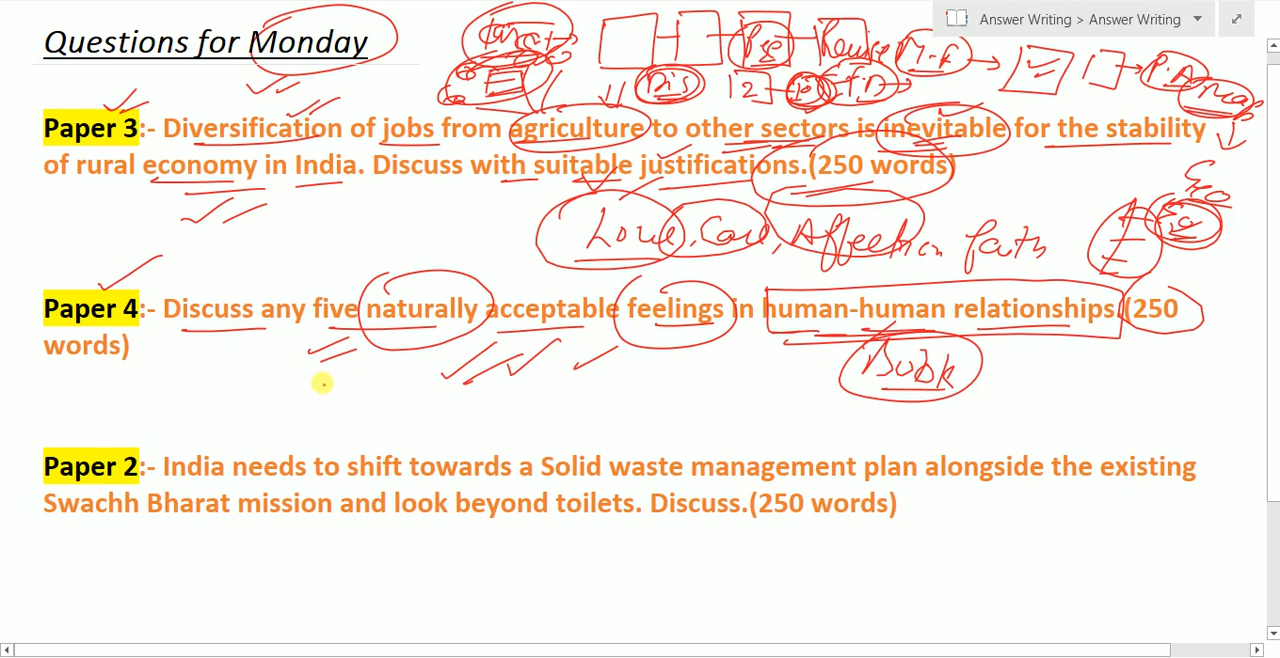 Answer Writing > Answer Writing
Questions for Monday
Revise
Paper 3:- Diversification of jobs from agriculture to other sectors is inevitable for the stability
of rural economy in India. Discuss with suitable justifications.(250 words)
Love, Care, Affection faith
Paper 4:- Discuss any five naturally acceptable feelings in human-human relationships.(250
words)
Paper 2:- India needs to shift towards a Solid waste management plan alongside the existing
Swachh Bharat mission and look beyond toilets. Discuss.(250 words)